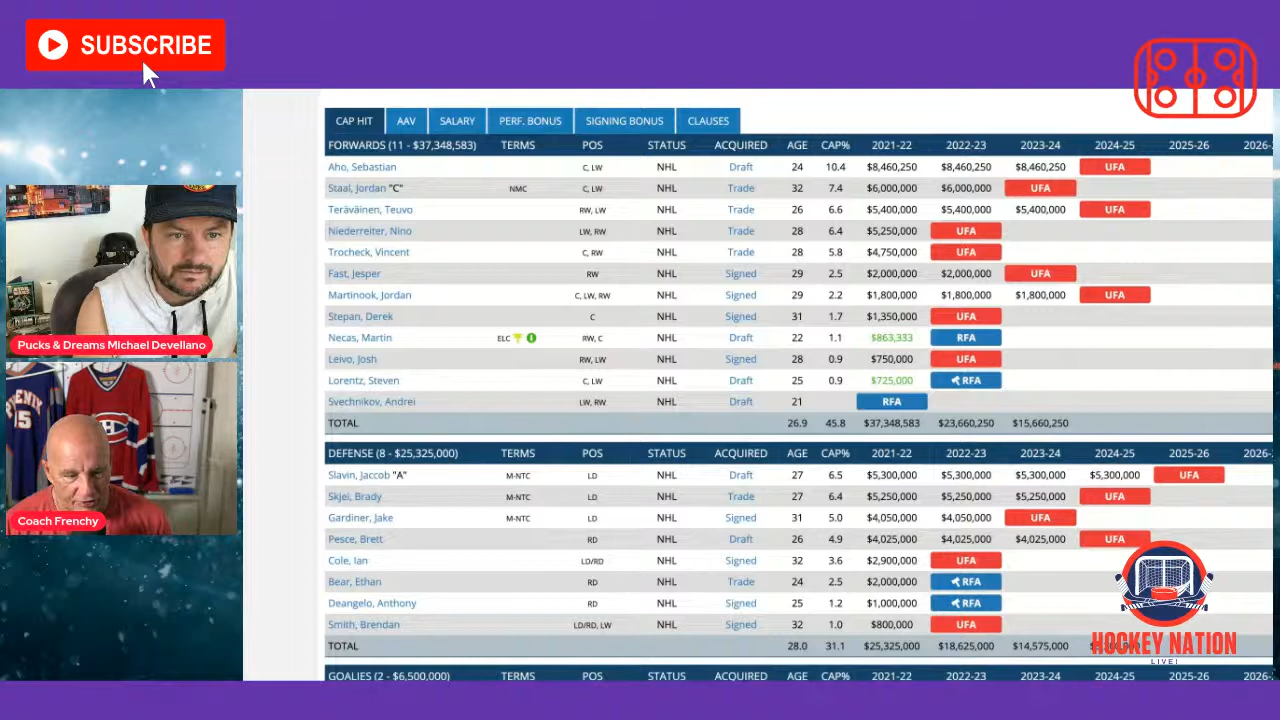 SUBSCRIBE
CAP HIT AAV SALARY PERF. BONUS SIGNING BONUS CLAUSES
FORWARDS (11 - $37,348,583) TERMS POS STATUS ACQUIRED AGE CAP% 2021-22 2022-23 2023-24 2024-25 2025-26 2026-
Aho, Sebastian C, LW NHL Draft 24 10.4 $8,460,250 $8,460,250 $8,460,250 UFA
Staal, Jordan "C" NMC C, LW NHL Trade 32 7.4 $6,000,000 $6,000,000 UFA
Teräväinen, Teuvo RW, LW NHL Trade 26 6.6 $5,400,000 $5,400,000 $5,400,000 UFA
Niederreiter, Nino LW, RW NHL Trade 28 6.4 $5,250,000 UFA
Trocheck, Vincent C, RW NHL Trade 28 5.8 $4,750,000 UFA
Fast, Jesper RW NHL Signed 29 2.5 $2,000,000 $2,000,000 UFA
Martinook, Jordan C, LW, RW NHL Signed 29 2.2 $1,800,000 $1,800,000 $1,800,000 UFA
Stepan, Derek C NHL Signed 31 1.7 $1,350,000 UFA
Necas, Martin ELC RW, C NHL Draft 22 1.1 $863,333 RFA
Leivo, Josh RW, LW NHL Signed 28 0.9 $750,000 UFA
Lorentz, Steven C, LW NHL Draft 25 0.9 $725,000 RFA
Svechnikov, Andrei LW, RW NHL Draft 21 RFA
TOTAL 26.9 45.8 $37,348,583 $23,660,250 $15,660,250
DEFENSE (8 - $25,325,000) TERMS POS STATUS ACQUIRED AGE CAP% 2021-22 2022-23 2023-24 2024-25 2025-26 2026-
Slavin, Jaccob "A" M-NTC LD NHL Draft 27 6.5 $5,300,000 $5,300,000 $5,300,000 $5,300,000 UFA
Skjei, Brady M-NTC LD NHL Trade 27 6.4 $5,250,000 $5,250,000 $5,250,000 UFA
Gardiner, Jake M-NTC LD NHL Signed 31 5.0 $4,050,000 $4,050,000 UFA
Pesce, Brett RD NHL Draft 26 4.9 $4,025,000 $4,025,000 $4,025,000 UFA
Cole, Ian LD/RD NHL Signed 32 3.6 $2,900,000 UFA
Bear, Ethan RD NHL Trade 24 2.5 $2,000,000 RFA
Deangelo, Anthony RD NHL Signed 25 1.2 $1,000,000 RFA
Smith, Brendan LD/RD, LW NHL Signed 32 1.0 $800,000 UFA
TOTAL 28.0 31.1 $25,325,000 $18,625,000 $14,575,000
GOALIES (2 - $6,500,000) TERMS POS STATUS ACQUIRED AGE CAP% 2021-22 2022-23 2023-24 2024-25 2025-26 2026-
Pucks & Dreams Michael Devellano
Coach Frenchy
HOCKEY NATION
LIVE!